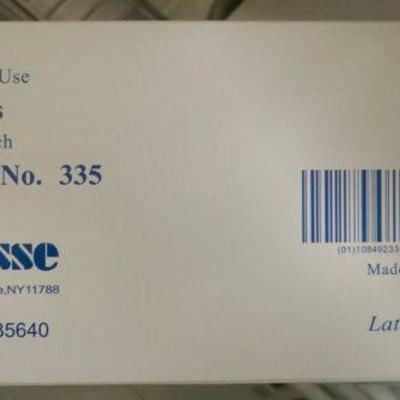 Use
s
ch
No. 335
sse
e,NY11788
35640
(01)10849233
Made
Lat